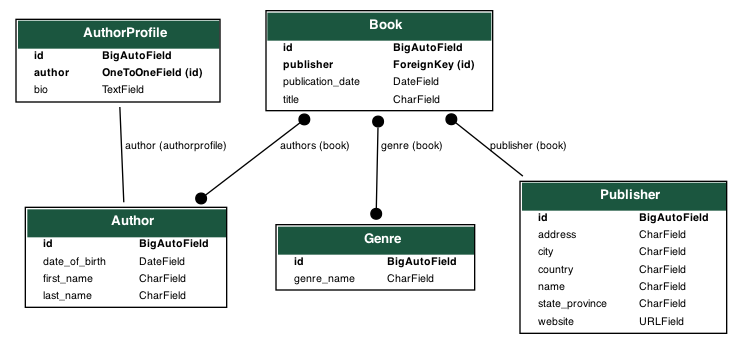 AuthorProfile
id BigAutoField
author OneToOneField (id)
bio TextField
Book
id BigAutoField
publisher ForeignKey (id)
publication_date DateField
title CharField
author (authorprofile)
authors (book)
genre (book)
publisher (book)
Author
id BigAutoField
date_of_birth DateField
first_name CharField
last_name CharField
Genre
id BigAutoField
genre_name CharField
Publisher
id BigAutoField
address CharField
city CharField
country CharField
name CharField
state_province CharField
website URLField